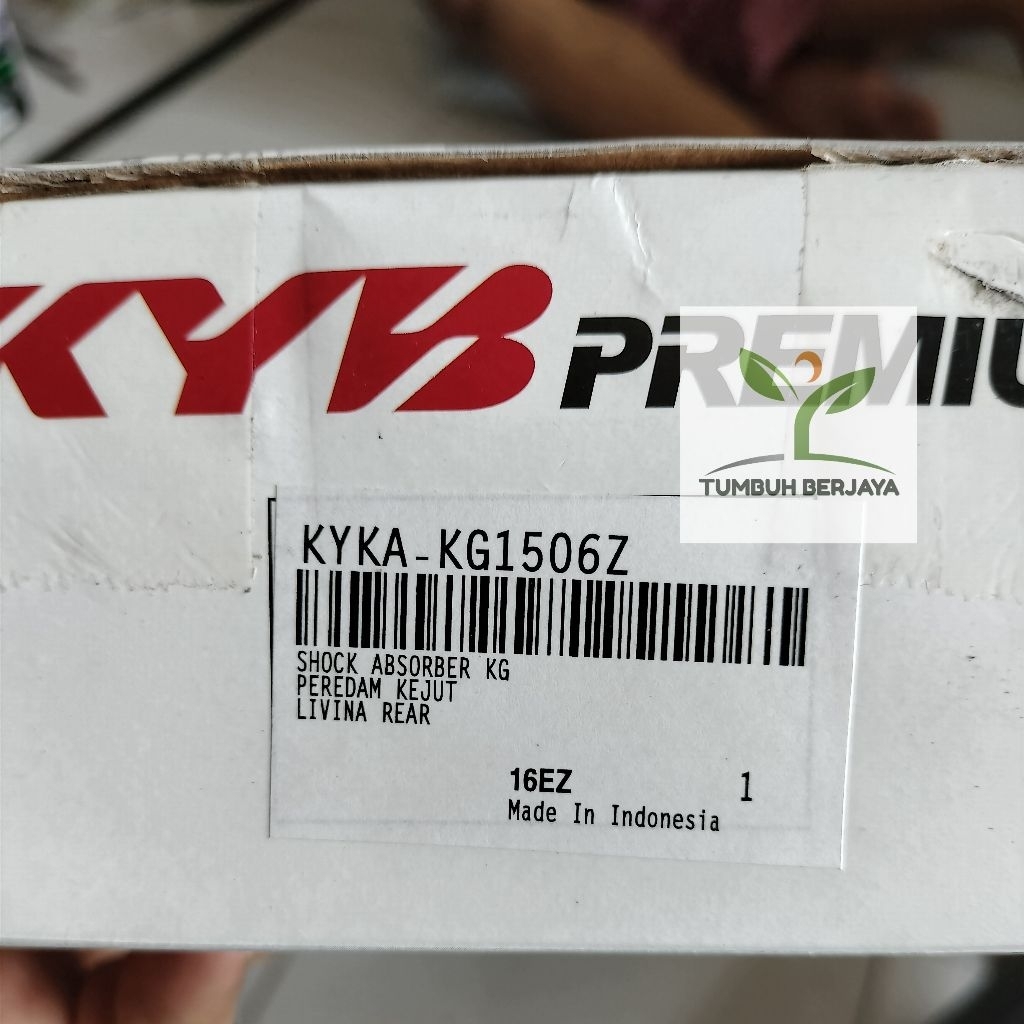 KYB PREMIU
TUMBUH BERJAYA
KYKA-KG1506Z
SHOCK ABSORBER KG
PEREDAM KEJUT
LIVINA REAR
16EZ 1
Made In Indonesia